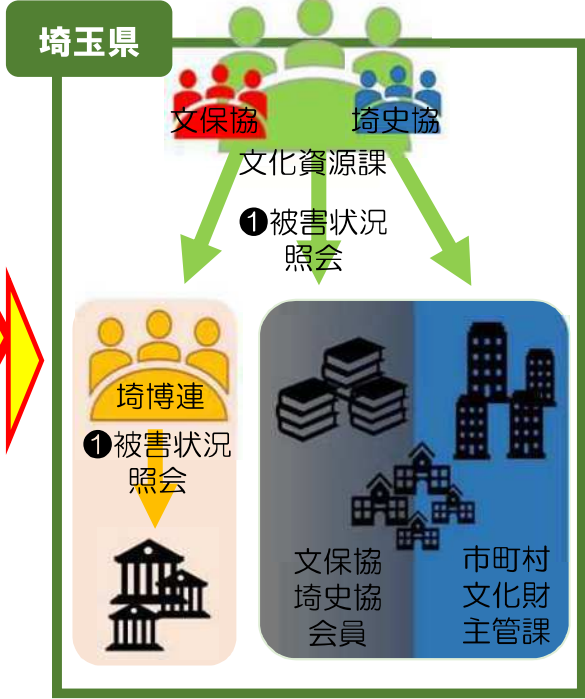 埼玉県
文保協
埼史協
文化資源課
❶被害状況
照会
埼博連
❶被害状況
照会
文保協
埼史協
会員
市町村
文化財
主管課